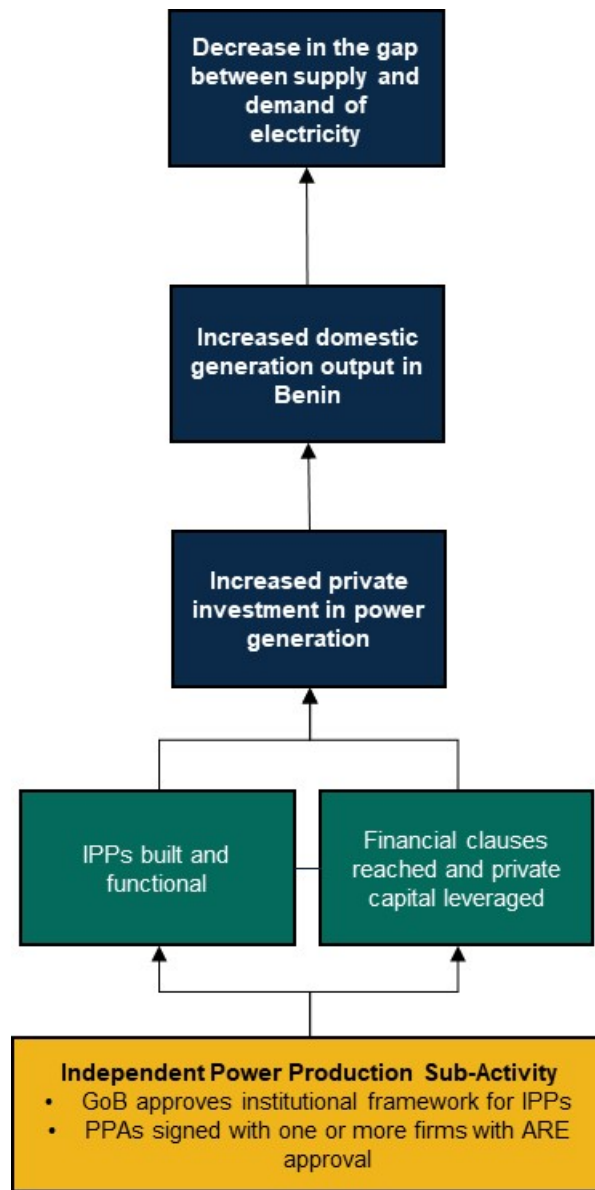 Decrease in the gap
between supply and
demand of
electricity
Increased domestic
generation output in
Benin
Increased private
investment in power
generation
IPPs built and
functional
Financial clauses
reached and private
capital leveraged
Independent Power Production Sub-Activity
• GoB approves institutional framework for IPPs
• PPAs signed with one or more firms with ARE
approval